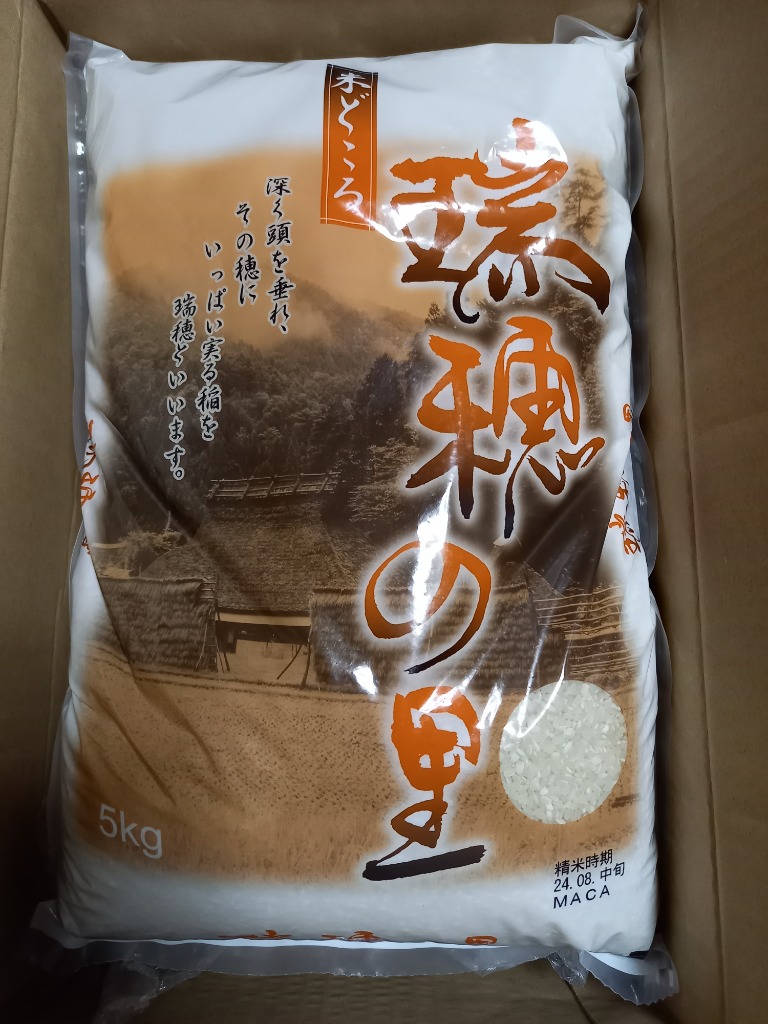 米どころ
瑞穂の里
深く頭を垂れ、
その穂に
いっぱい実る稲を
瑞穂といいます。
5kg
精米時期
24.08.中旬
MACA